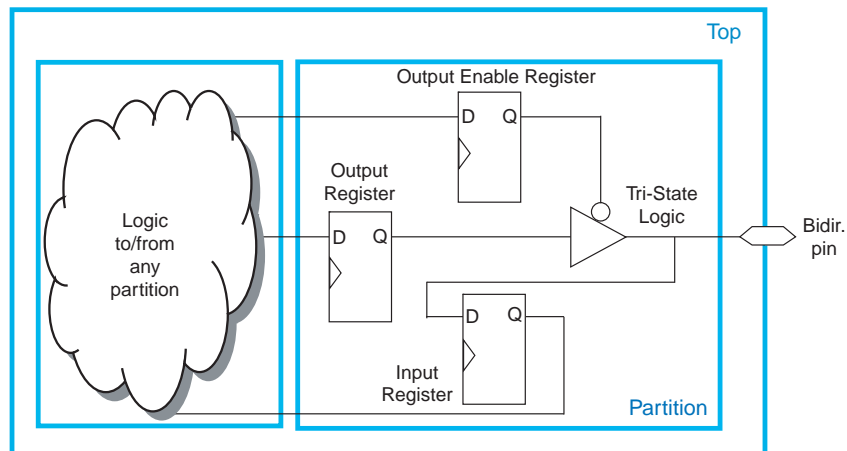 Top
Output Enable Register
D Q
Output
Register
Tri-State
Logic
Logic
to/from
any
partition
D Q
Bidir.
pin
D Q
Input
Register
Partition